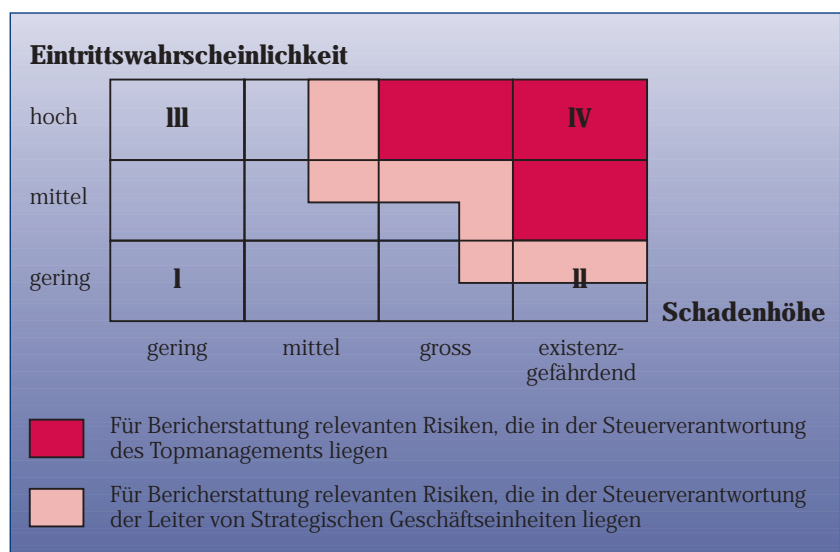 Eintrittswahrscheinlichkeit
hoch III IV
mittel
gering I II
Schadenhöhe
gering mittel gross existenz-
gefährdend
Für Bericherstattung relevanten Risiken, die in der Steuerverantwortung
des Topmanagements liegen
Für Bericherstattung relevanten Risiken, die in der Steuerverantwortung
der Leiter von Strategischen Geschäftseinheiten liegen